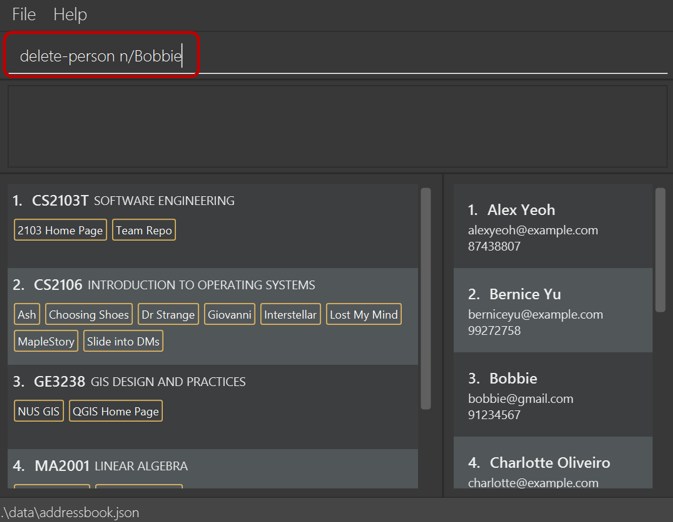 File Help
delete-person n/Bobbie
1. CS2103T SOFTWARE ENGINEERING
2103 Home Page Team Repo
2. CS2106 INTRODUCTION TO OPERATING SYSTEMS
Ash Choosing Shoes Dr Strange Giovanni Interstellar Lost My Mind
MapleStory Slide into DMs
3. GE3238 GIS DESIGN AND PRACTICES
NUS GIS QGIS Home Page
4. MA2001 LINEAR ALGEBRA
1. Alex Yeoh
alexyeoh@example.com
87438807
2. Bernice Yu
berniceyu@example.com
99272758
3. Bobbie
bobbie@gmail.com
91234567
4. Charlotte Oliveiro
charlotte@example.com
.\data\addressbook.json